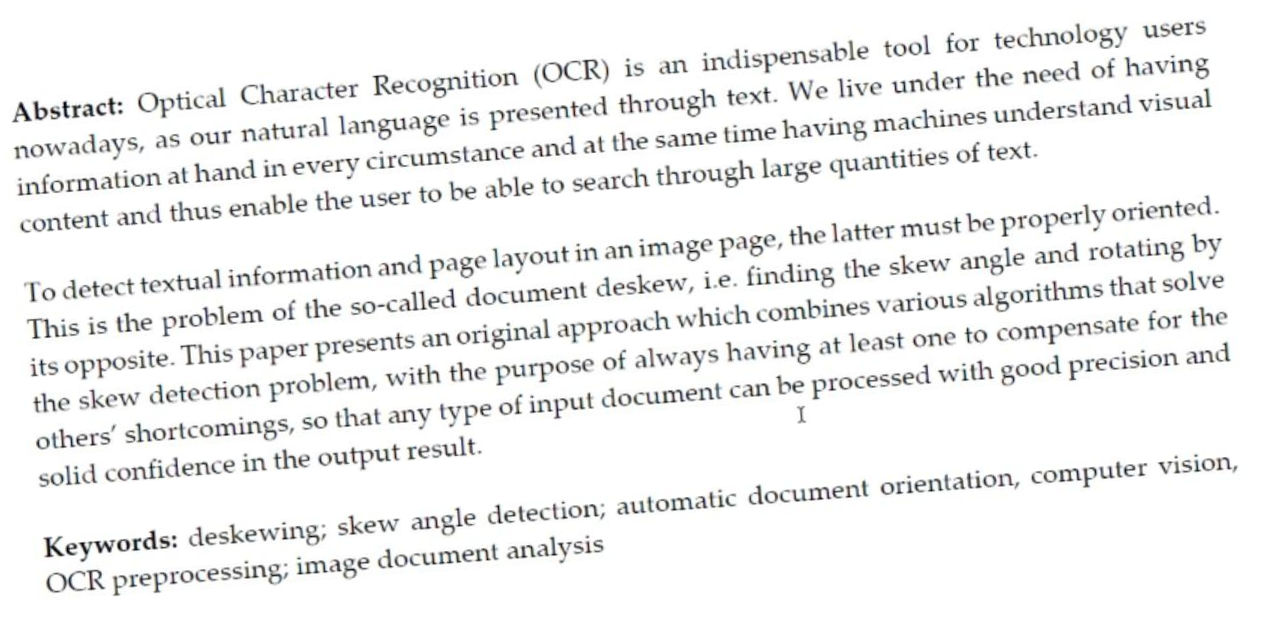 Abstract: Optical Character Recognition (OCR) is an indispensable tool for technology users
nowadays, as our natural language is presented through text. We live under the need of having
information at hand in every circumstance and at the same time having machines understand visual
content and thus enable the user to be able to search through large quantities of text.
To detect textual information and page layout in an image page, the latter must be properly oriented.
This is the problem of the so-called document deskew, i.e. finding the skew angle and rotating by
its opposite. This paper presents an original approach which combines various algorithms that solve
the skew detection problem, with the purpose of always having at least one to compensate for the
others' shortcomings, so that any type of input document can be processed with good precision and
solid confidence in the output result.
Keywords: deskewing; skew angle detection; automatic document orientation, computer vision,
OCR preprocessing; image document analysis